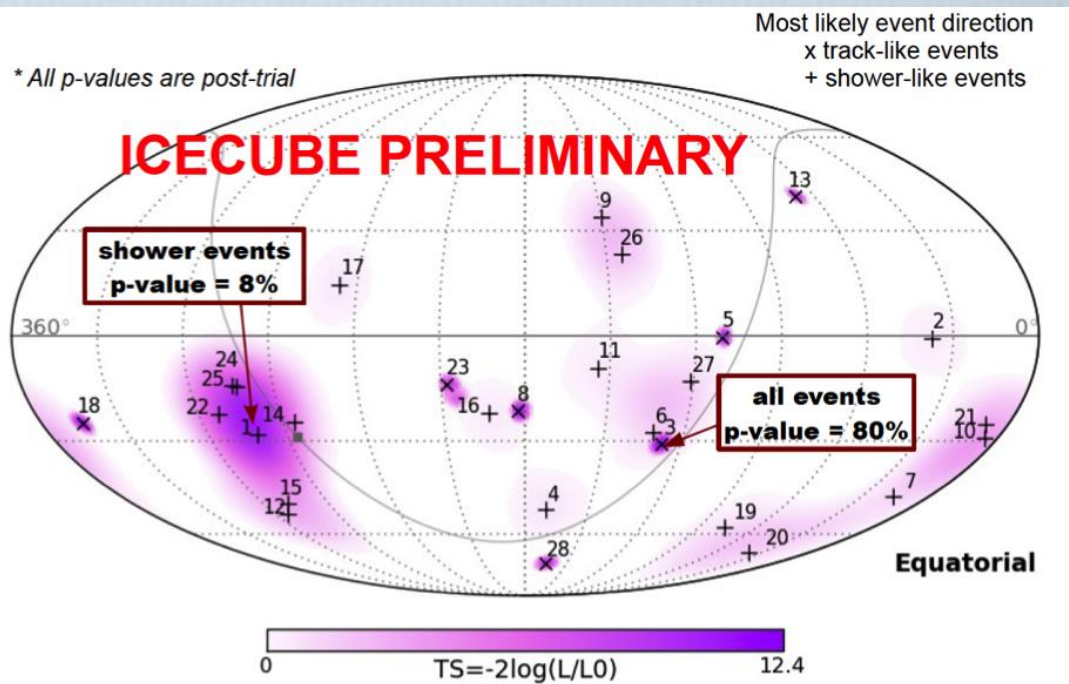 Most likely event direction
x track-like events
+ shower-like events
* All p-values are post-trial
ICECUBE PRELIMINARY
13
9
26
shower events
p-value = 8%
17
360°
0°
5
2
11
24
25
23
27
all events
p-value = 80%
18
22
14
1
16
8
6
3
21
10
15
12
4
7
19
20
28
Equatorial
0
TS=-2log(L/L0)
12.4